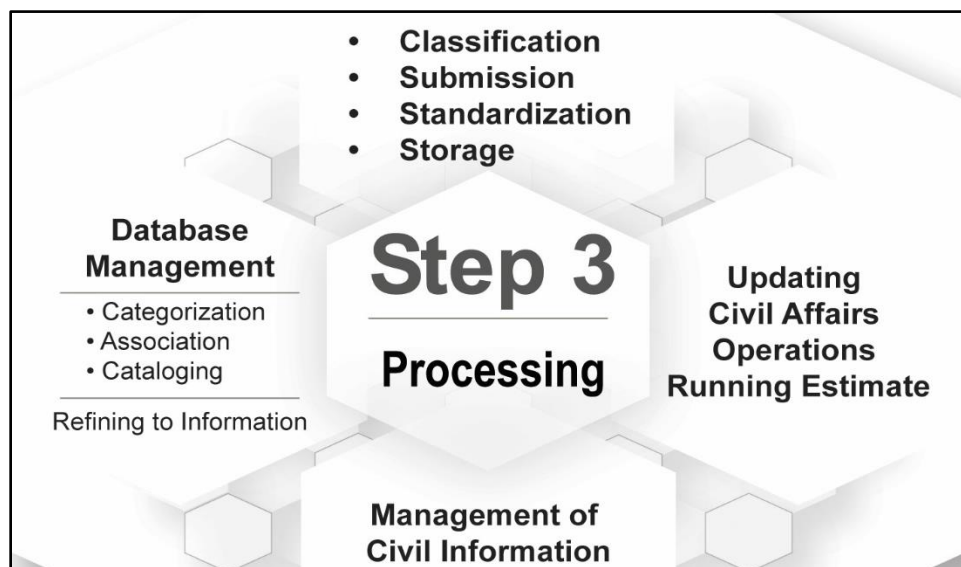 • Classification
• Submission
• Standardization
• Storage
Database
Management
• Categorization
• Association
• Cataloging
Refining to Information
Step 3
Processing
Updating
Civil Affairs
Operations
Running Estimate
Management of
Civil Information